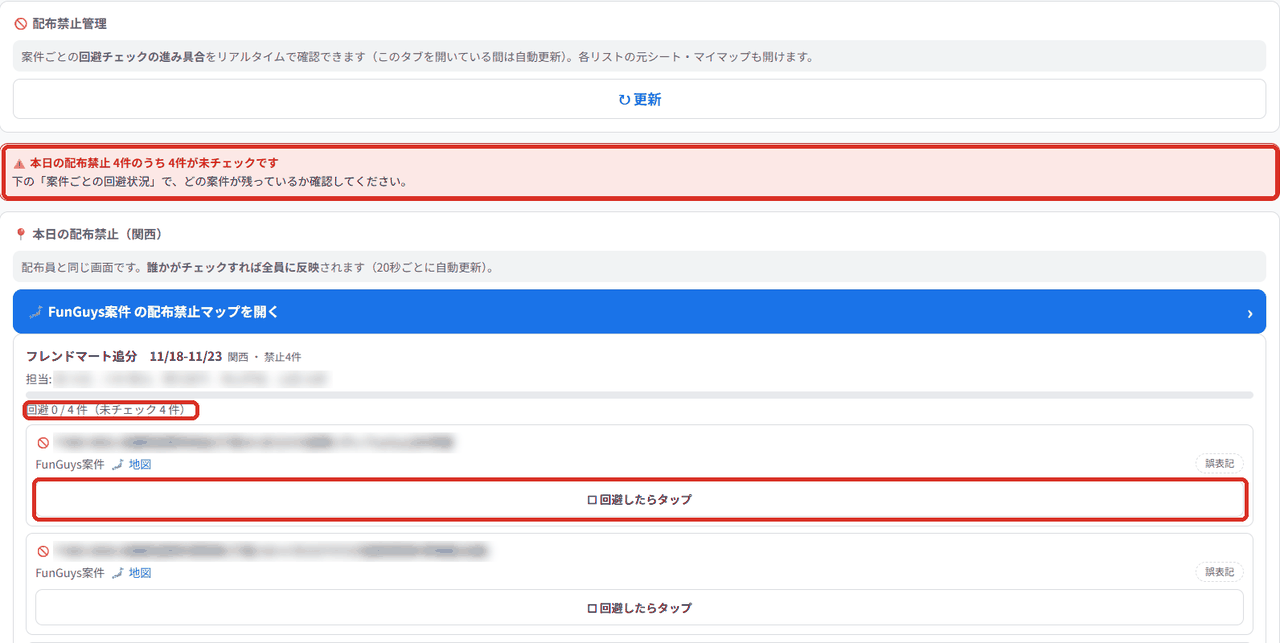 配布禁止管理
案件ごとの回避チェックの進み具合をリアルタイムで確認できます（このタブを開いている間は自動更新）。各リストの元シート・マイマップも開けます。
↻ 更新
本日の配布禁止 4件のうち 4件が未チェックです
下の「案件ごとの回避状況」で、どの案件が残っているか確認してください。
本日の配布禁止（関西）
配布員と同じ画面です。誰かがチェックすれば全員に反映されます（20秒ごとに自動更新）。
FunGuys案件 の配布禁止マップを開く ›
フレンドマート追分 11/18-11/23 関西 ・ 禁止4件
担当:
回避 0 / 4 件（未チェック 4 件）
FunGuys案件 地図 誤表記
□ 回避したらタップ
FunGuys案件 地図 誤表記
□ 回避したらタップ